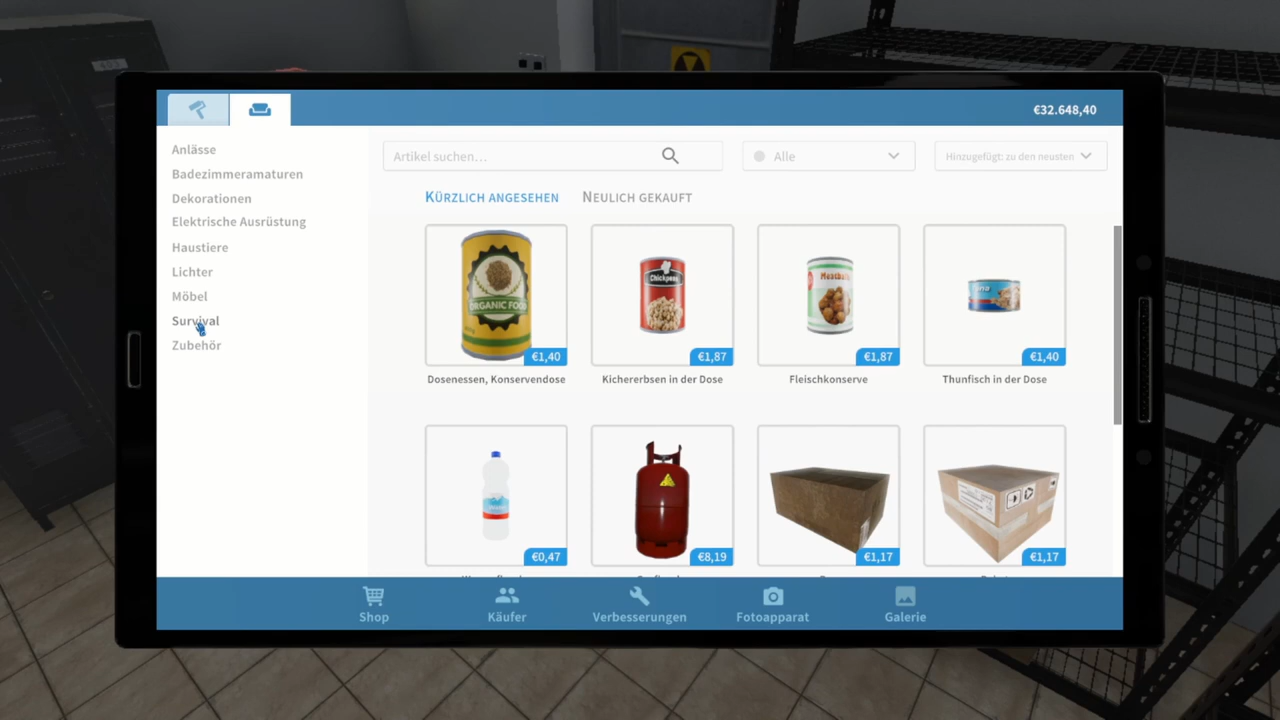 403
€32.648,40
Anlässe
Badezimmeramaturen
Dekorationen
Elektrische Ausrüstung
Haustiere
Lichter
Möbel
Survival
Zubehör
Artikel suchen...
Alle
Hinzugefügt: zu den neusten
KÜRZLICH ANGESEHEN
NEULICH GEKAUFT
ORGANIC FOOD
€1,40
Dosenessen, Konservendose
Chickpeas
€1,87
Kichererbsen in der Dose
Meatballs
€1,87
Fleischkonserve
€1,40
Thunfisch in der Dose
€0,47
€8,19
€1,17
€1,17
Shop
Käufer
Verbesserungen
Fotoapparat
Galerie